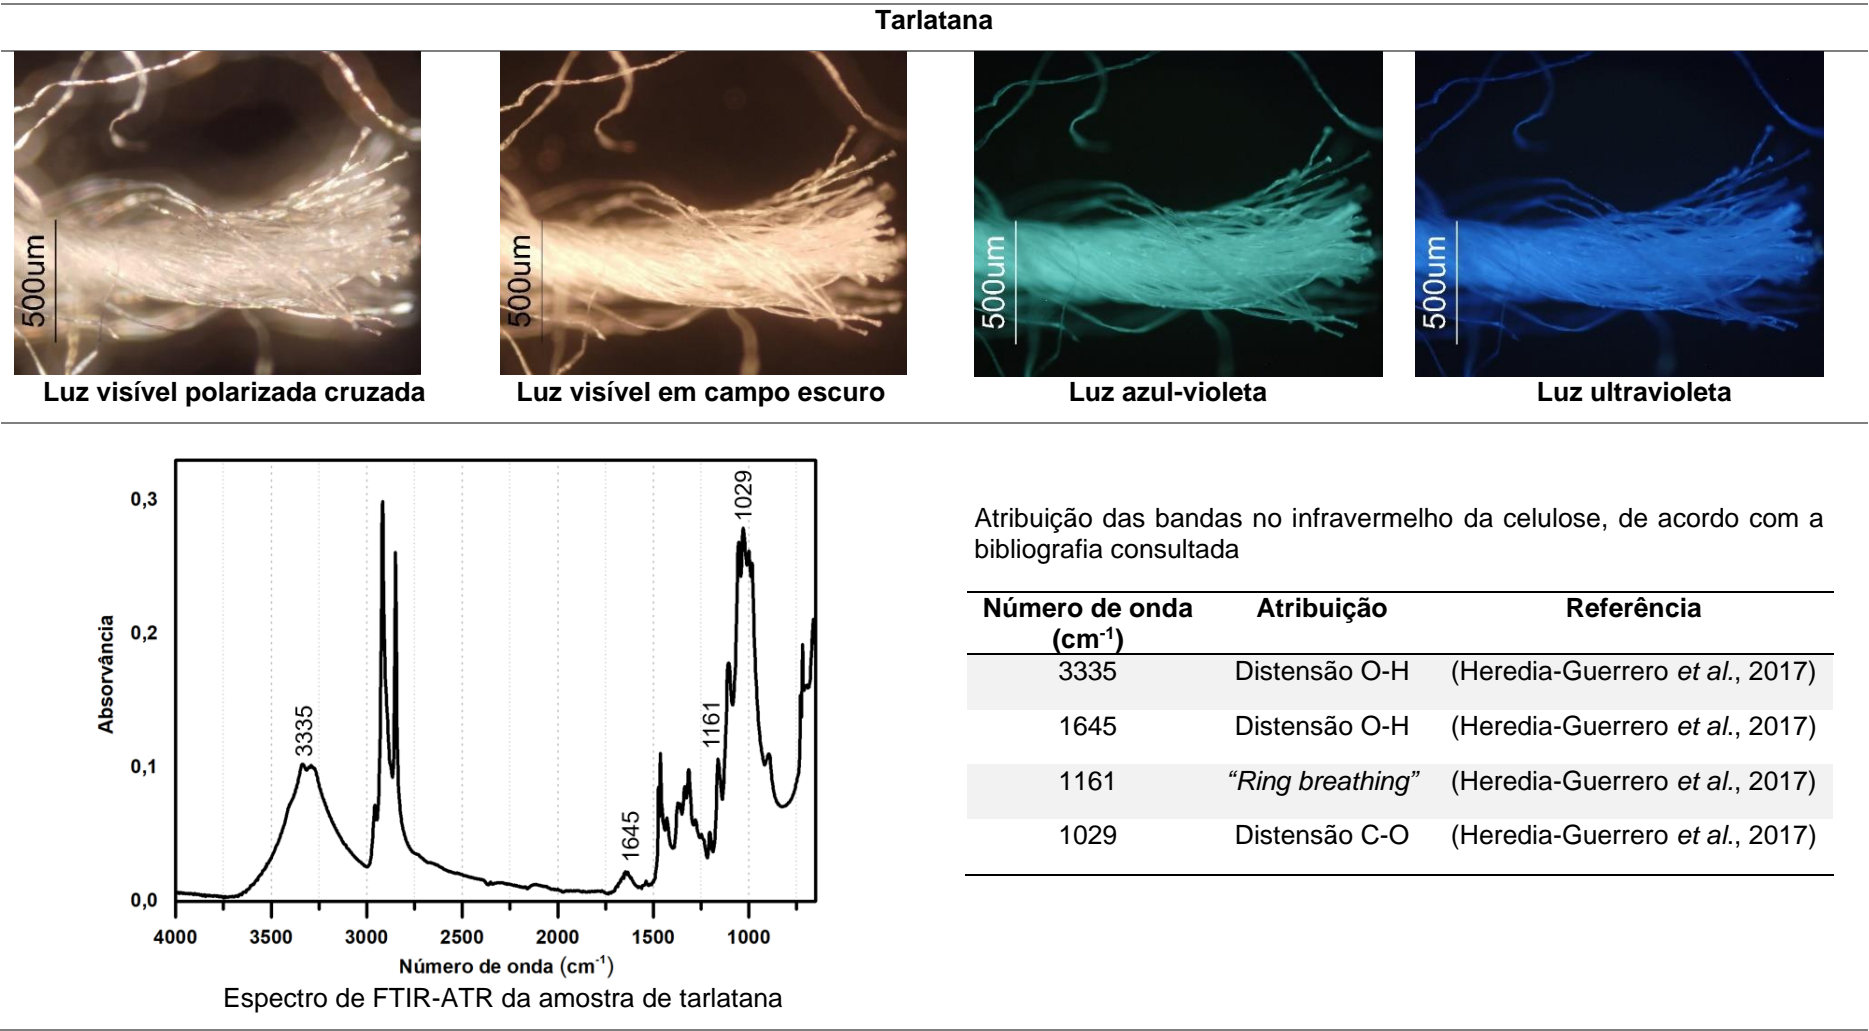 Tarlatana
500um
500um
500um
500um
Luz visível polarizada cruzada
Luz visível em campo escuro
Luz azul-violeta
Luz ultravioleta
0,3
0,2
0,1
0,0
Absorvância
3335
1645
1161
1029
4000 3500 3000 2500 2000 1500 1000
Número de onda (cm-1)
Espectro de FTIR-ATR da amostra de tarlatana
Atribuição das bandas no infravermelho da celulose, de acordo com a
bibliografia consultada
Número de onda Atribuição Referência
(cm-1)
3335 Distensão O-H (Heredia-Guerrero et al., 2017)
1645 Distensão O-H (Heredia-Guerrero et al., 2017)
1161 “Ring breathing” (Heredia-Guerrero et al., 2017)
1029 Distensão C-O (Heredia-Guerrero et al., 2017)